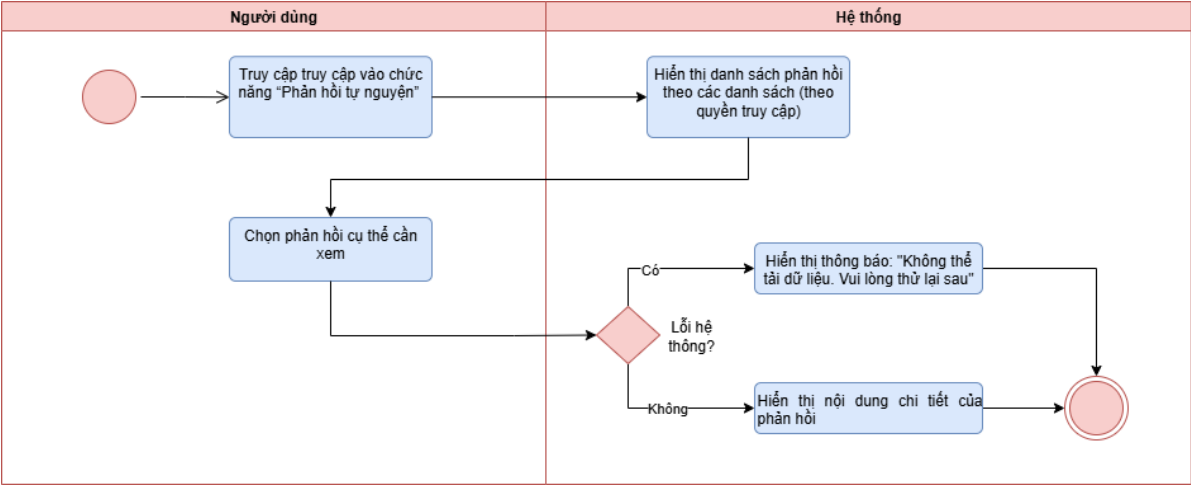 Người dùng
Hệ thống
Truy cập truy cập vào chức
năng “Phản hồi tự nguyện”
Hiển thị danh sách phản hồi
theo các danh sách (theo
quyền truy cập)
Chọn phản hồi cụ thể cần
xem
Có
Hiển thị thông báo: "Không thể
tải dữ liệu. Vui lòng thử lại sau"
Lỗi hệ
thông?
Không
Hiển thị nội dung chi tiết của
phản hồi